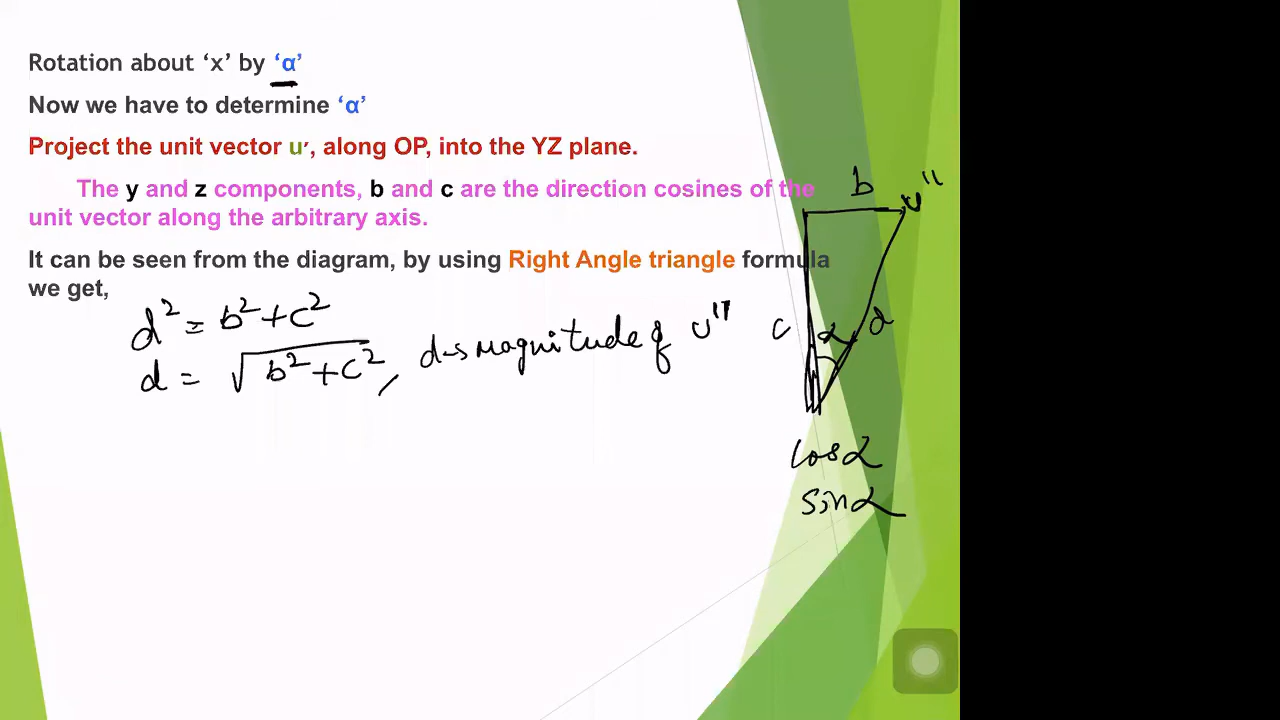 Rotation about ‘x’ by ‘α’
Now we have to determine ‘α’
Project the unit vector u′, along OP, into the YZ plane.
The y and z components, b and c are the direction cosines of the
unit vector along the arbitrary axis.
It can be seen from the diagram, by using Right Angle triangle formula
we get,
d² = b² + c²
d = √b² + c² , d → magnitude of u''
b
u''
c
α
d
cos α
sin α